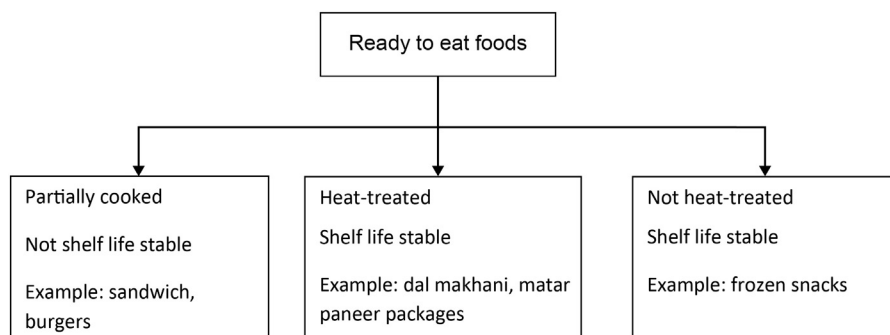 Ready to eat foods
Partially cooked
Not shelf life stable
Example: sandwich,
burgers
Heat-treated
Shelf life stable
Example: dal makhani, matar
paneer packages
Not heat-treated
Shelf life stable
Example: frozen snacks